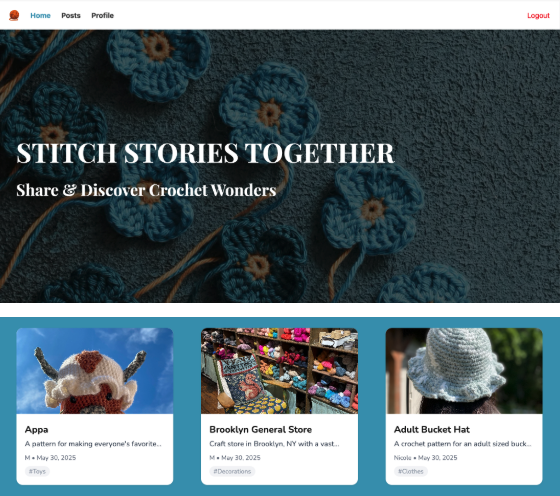 Home Posts Profile Logout
STITCH STORIES TOGETHER
Share & Discover Crochet Wonders
Appa
A pattern for making everyone's favorite...
M • May 30, 2025
#Toys
Brooklyn General Store
Craft store in Brooklyn, NY with a vast...
M • May 30, 2025
#Decorations
Adult Bucket Hat
A crochet pattern for an adult sized buck...
Nicole • May 30, 2025
#Clothes